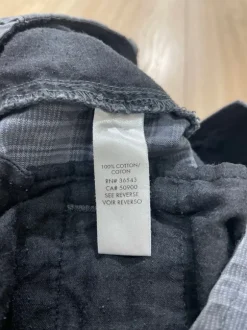 100% COTTON/
COTON
RN# 36543
CA# 50900
SEE REVERSE
VOIR REVERSO